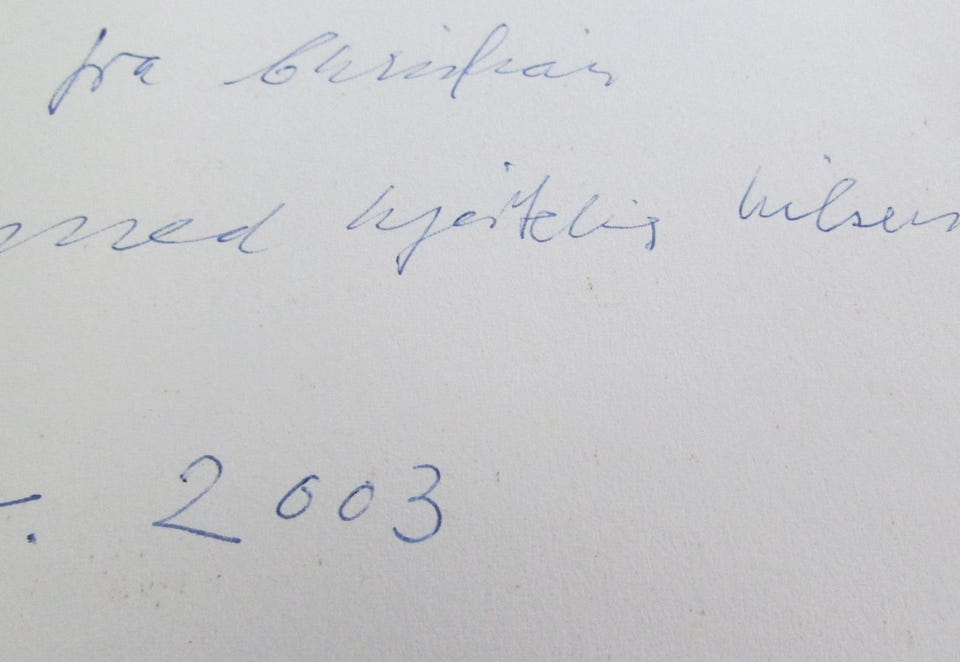 fra Christian
med hjertelig hilsen
. 2003